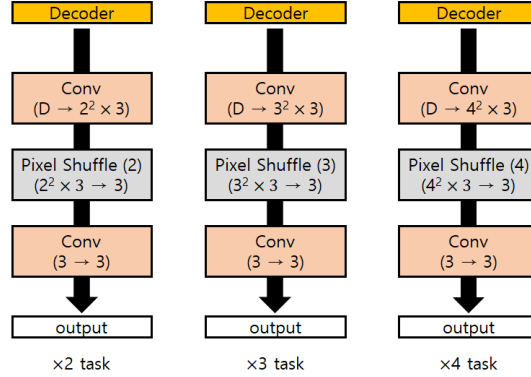 Decoder
Conv
(D → 2² × 3)
Pixel Shuffle (2)
(2² × 3 → 3)
Conv
(3 → 3)
output
×2 task
Decoder
Conv
(D → 3² × 3)
Pixel Shuffle (3)
(3² × 3 → 3)
Conv
(3 → 3)
output
×3 task
Decoder
Conv
(D → 4² × 3)
Pixel Shuffle (4)
(4² × 3 → 3)
Conv
(3 → 3)
output
×4 task